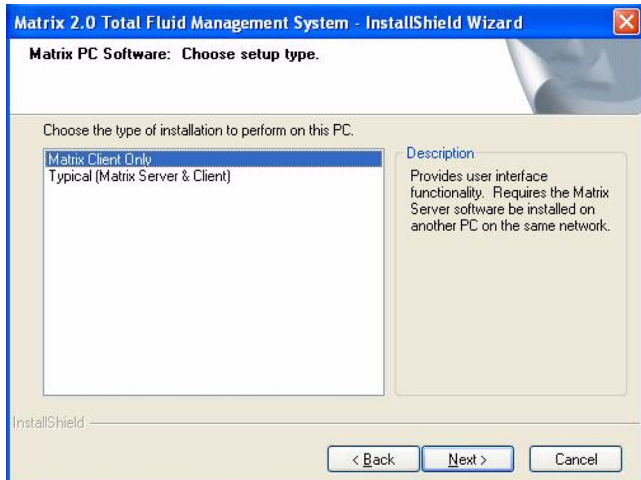 Matrix 2.0 Total Fluid Management System - InstallShield Wizard
Matrix PC Software: Choose setup type.
Choose the type of installation to perform on this PC.
Matrix Client Only
Typical (Matrix Server & Client)
Description
Provides user interface
functionality. Requires the Matrix
Server software be installed on
another PC on the same network.
InstallShield
< Back
Next >
Cancel